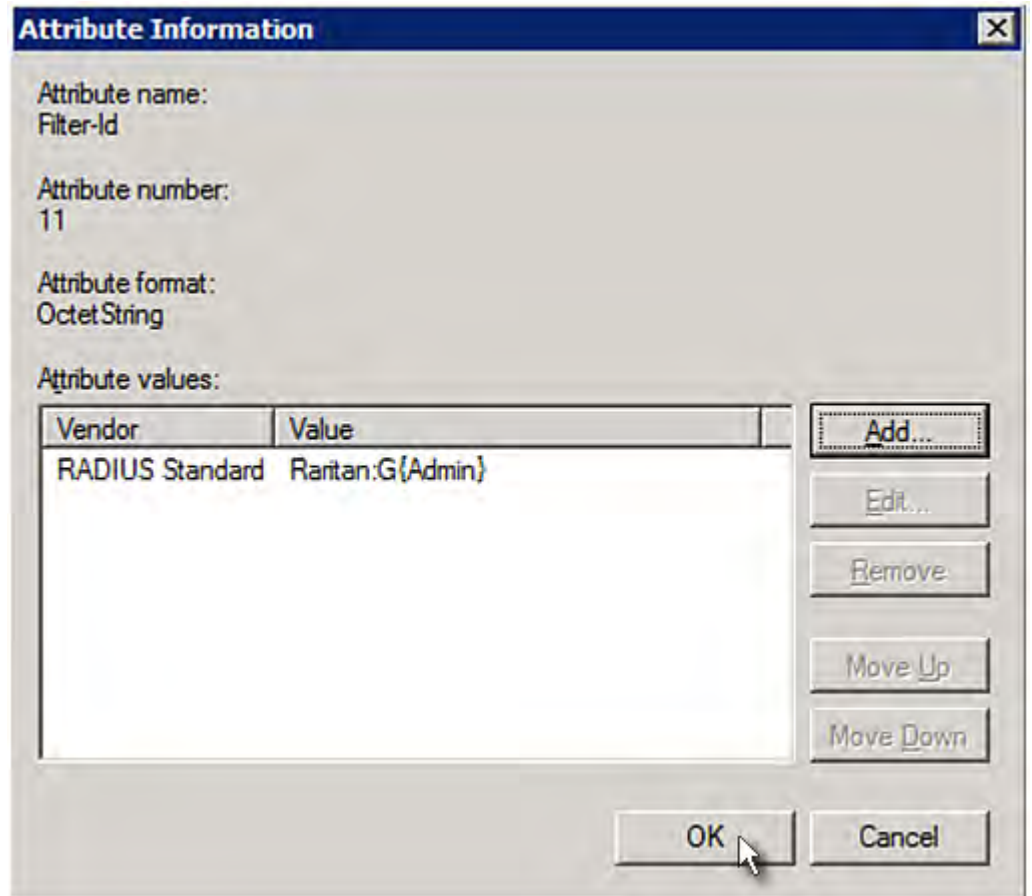 Attribute Information
Attribute name:
Filter-Id
Attribute number:
11
Attribute format:
OctetString
Attribute values:
Vendor Value
RADIUS Standard Raritan:G{Admin}
Add...
Edit...
Remove
Move Up
Move Down
OK Cancel